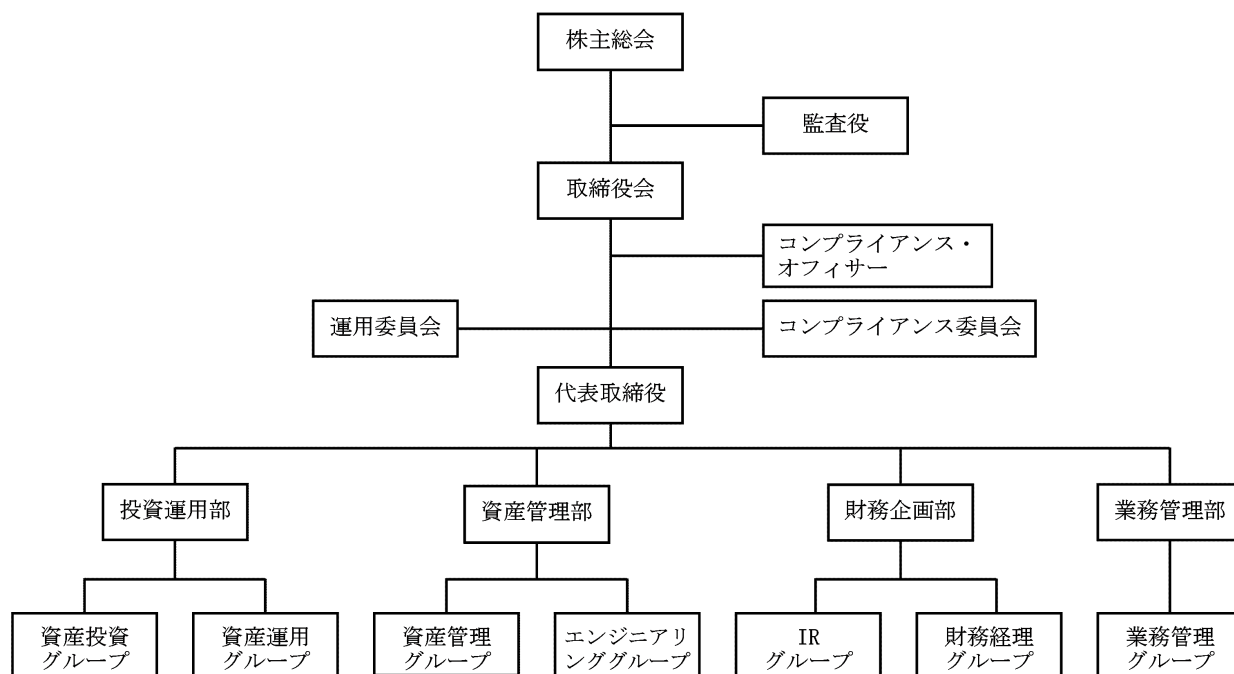 株主総会
監査役
取締役会
コンプライアンス・
オフィサー
運用委員会
コンプライアンス委員会
代表取締役
投資運用部
資産管理部
財務企画部
業務管理部
資産投資
グループ
資産運用
グループ
資産管理
グループ
エンジニアリ
ンググループ
IR
グループ
財務経理
グループ
業務管理
グループ